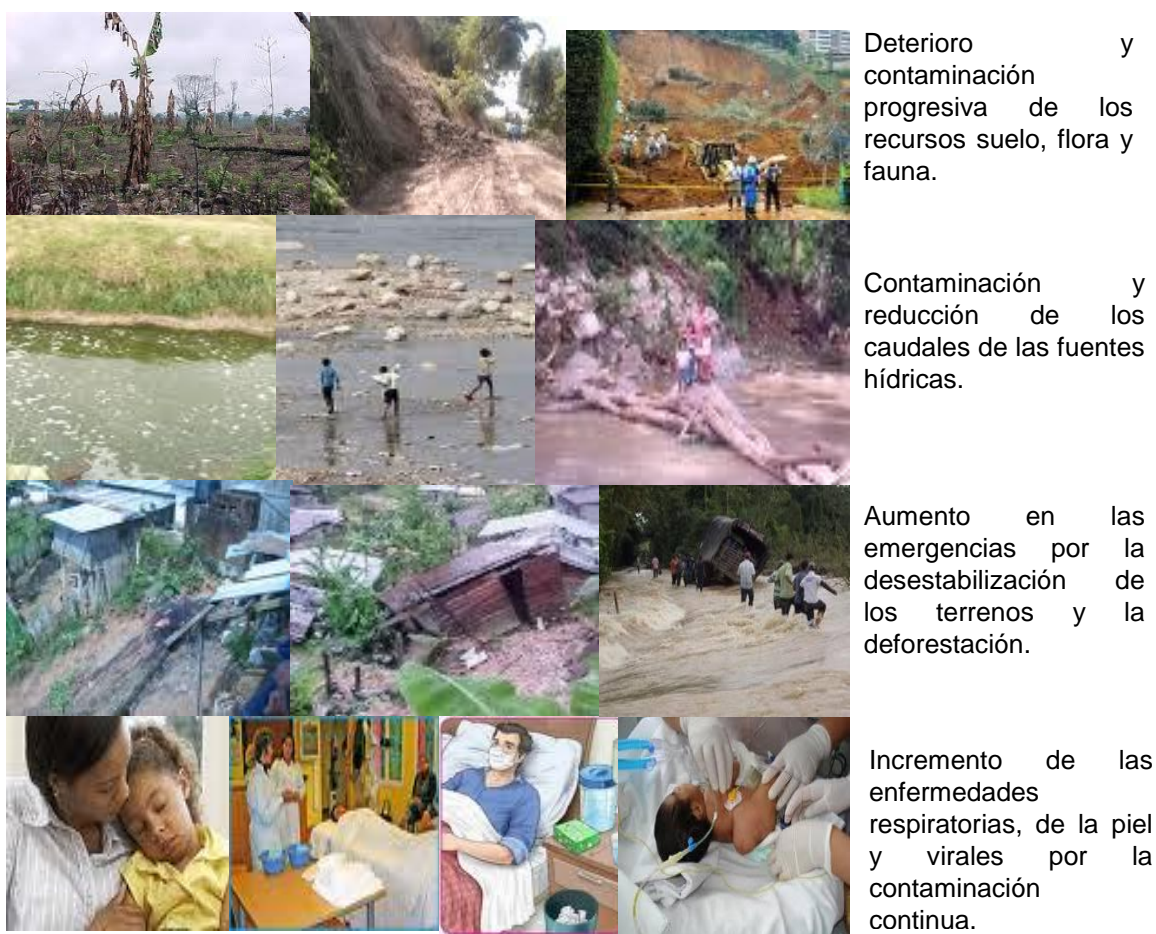 Deterioro y
contaminación
progresiva de los
recursos suelo, flora y
fauna.
Contaminación y
reducción de los
caudales de las fuentes
hídricas.
Aumento en las
emergencias por la
desestabilización de
los terrenos y la
deforestación.
Incremento de las
enfermedades
respiratorias, de la piel
y virales por la
contaminación
continua.